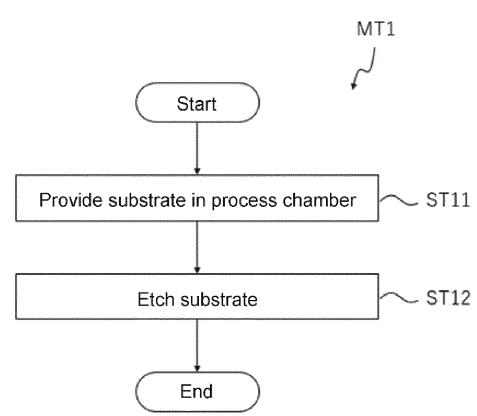 MT1
Start
Provide substrate in process chamber
ST11
Etch substrate
ST12
End